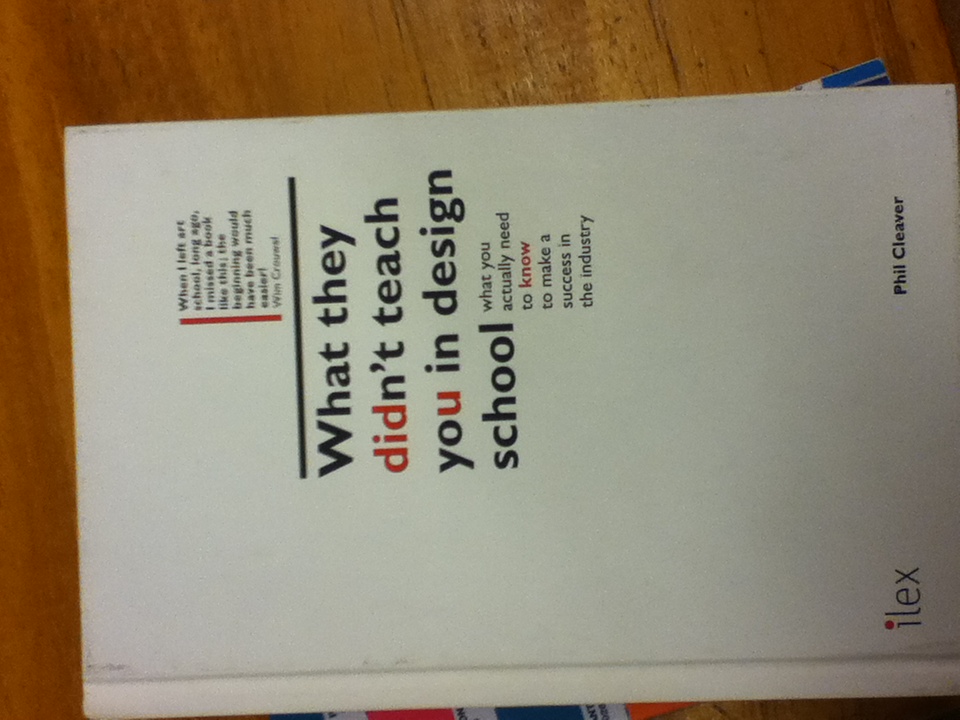 When I left art
school, long ago,
I missed a book
like this; the
beginning would
have been much
easier!
Wim Crouwel
What they
didn't teach
you in design
school
what you
actually need
to know
to make a
success in
the industry
ilex
Phil Cleaver